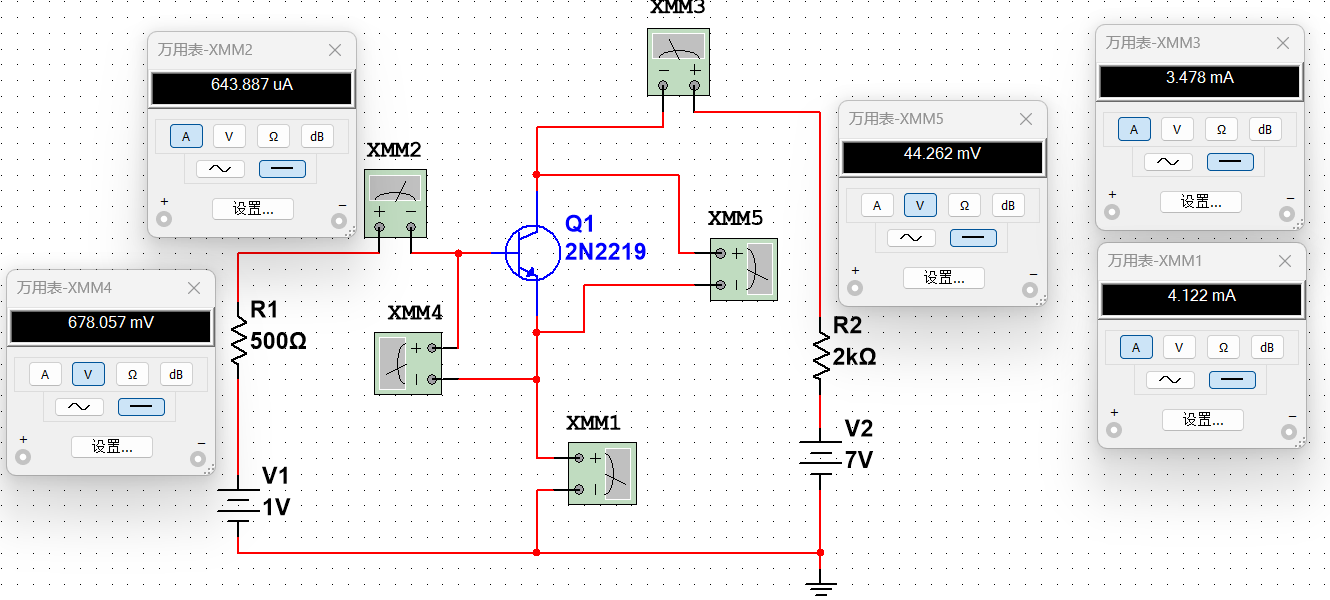 XMM3
万用表-XMM2
643.887 uA
A V Ω dB
+ 设置... −
万用表-XMM3
3.478 mA
A V Ω dB
+ 设置... −
万用表-XMM5
44.262 mV
A V Ω dB
+ 设置... −
XMM2
+ −
− +
Q1
2N2219
XMM5
+
−
万用表-XMM1
4.122 mA
A V Ω dB
+ 设置... −
万用表-XMM4
678.057 mV
A V Ω dB
+ 设置... −
R1
500Ω
XMM4
+
−
R2
2kΩ
XMM1
+
−
V2
7V
V1
1V